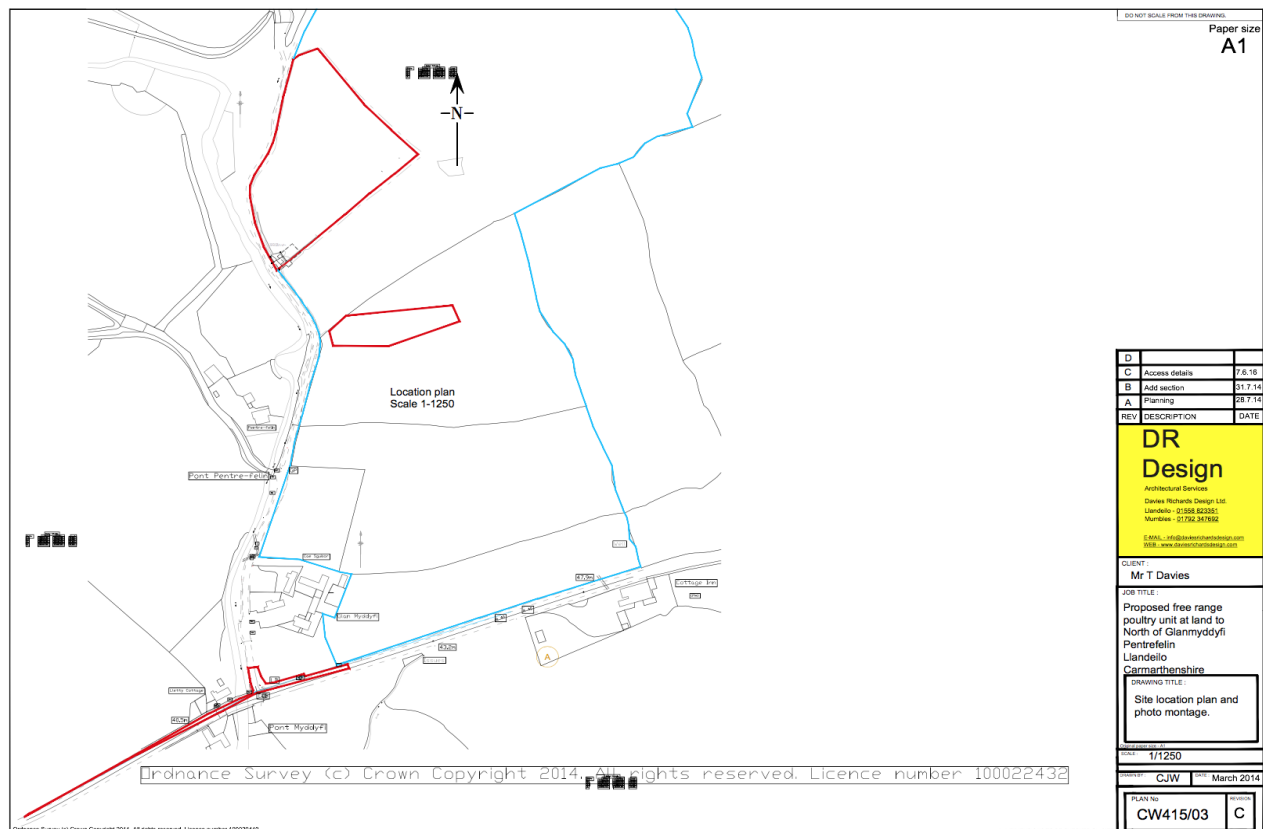 DO NOT SCALE FROM THIS DRAWING.
Paper size
A1
-N-
Location plan
Scale 1-1250
Pont Pentre-Felin
Glan Myddyfi
Cottage Inn
47.9m
43.2m
A
40.5m
Pont Myddyfi
Ordnance Survey (c) Crown Copyright 2014. All rights reserved. Licence number 100022432
D
C Access details 7.6.16
B Add section 31.7.14
A Planning 28.7.14
REV DESCRIPTION DATE
DR
Design
Architectural Services
Davies Richards Design Ltd.
Llandeilo - 01558 823351
Mumbles - 01792 347692
E-MAIL - info@daviesrichardsdesign.com
WEB - www.daviesrichardsdesign.com
CLIENT :
Mr T Davies
JOB TITLE :
Proposed free range
poultry unit at land to
North of Glanmyddyfi
Pentrefelin
Llandeilo
Carmarthenshire
DRAWING TITLE :
Site location plan and
photo montage.
Original paper size - A1
SCALE : 1/1250
DRAWN BY : CJW DATE : March 2014
PLAN No REVISION
CW415/03 C